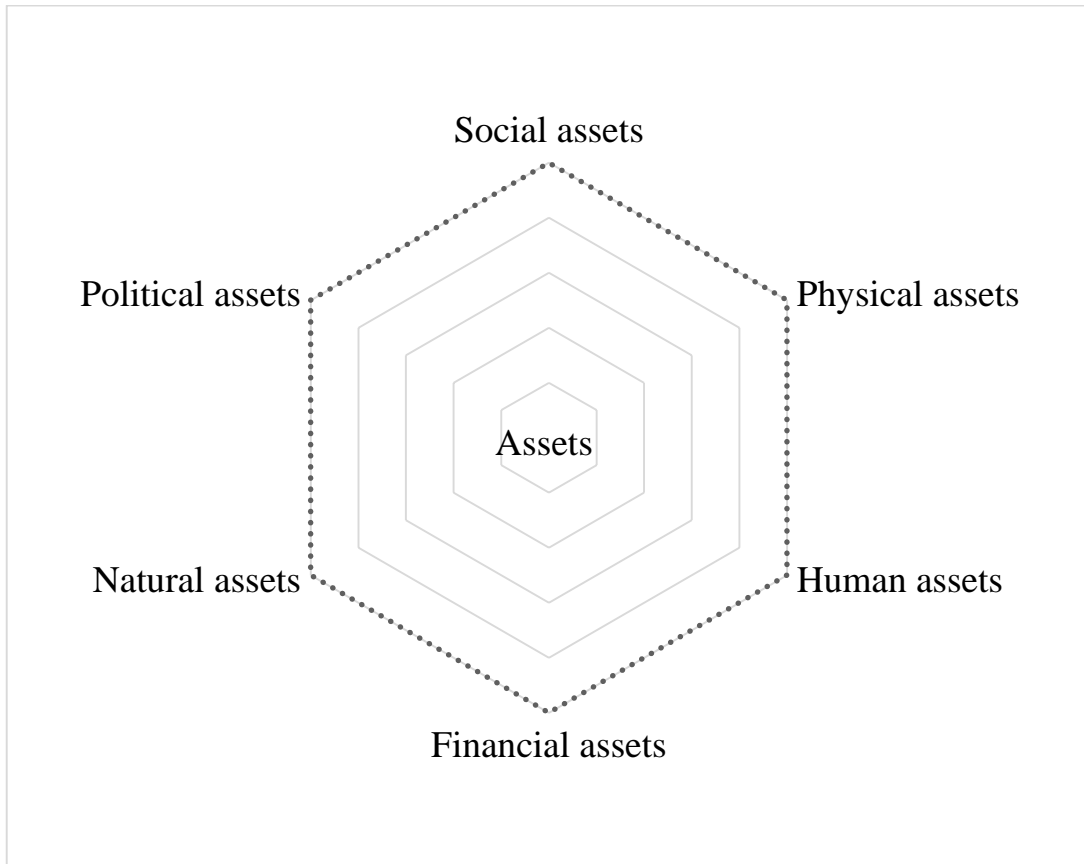 Social assets
Political assets
Physical assets
Assets
Natural assets
Human assets
Financial assets